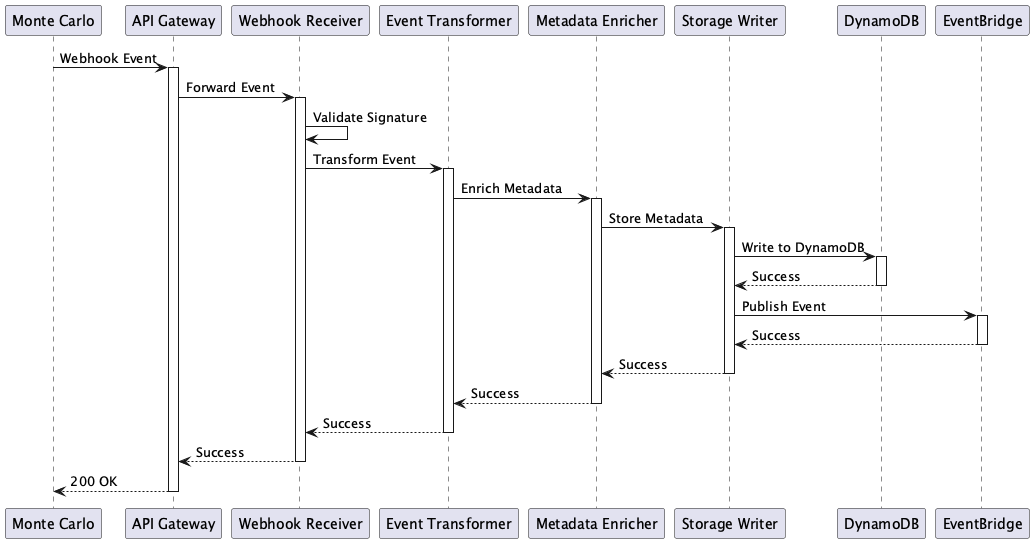 Monte Carlo API Gateway Webhook Receiver Event Transformer Metadata Enricher Storage Writer DynamoDB EventBridge
Webhook Event
Forward Event
Validate Signature
Transform Event
Enrich Metadata
Store Metadata
Write to DynamoDB
Success
Publish Event
Success
Success
Success
Success
Success
200 OK
Monte Carlo API Gateway Webhook Receiver Event Transformer Metadata Enricher Storage Writer DynamoDB EventBridge